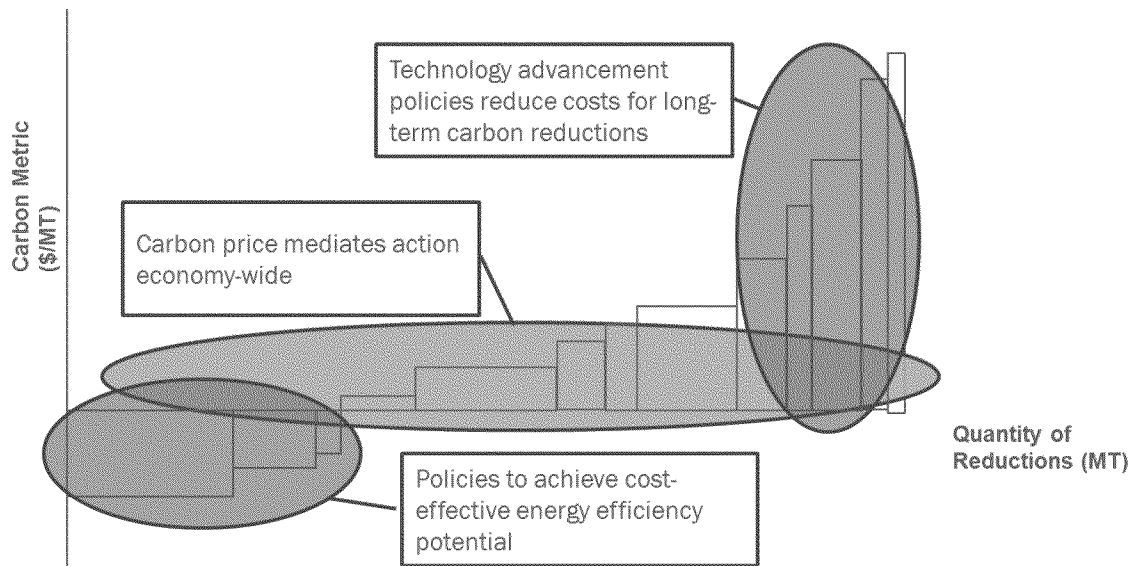 Technology advancement
policies reduce costs for long-
term carbon reductions
Carbon Metric
($/MT)
Carbon price mediates action
economy-wide
Quantity of
Reductions (MT)
Policies to achieve cost-
effective energy efficiency
potential